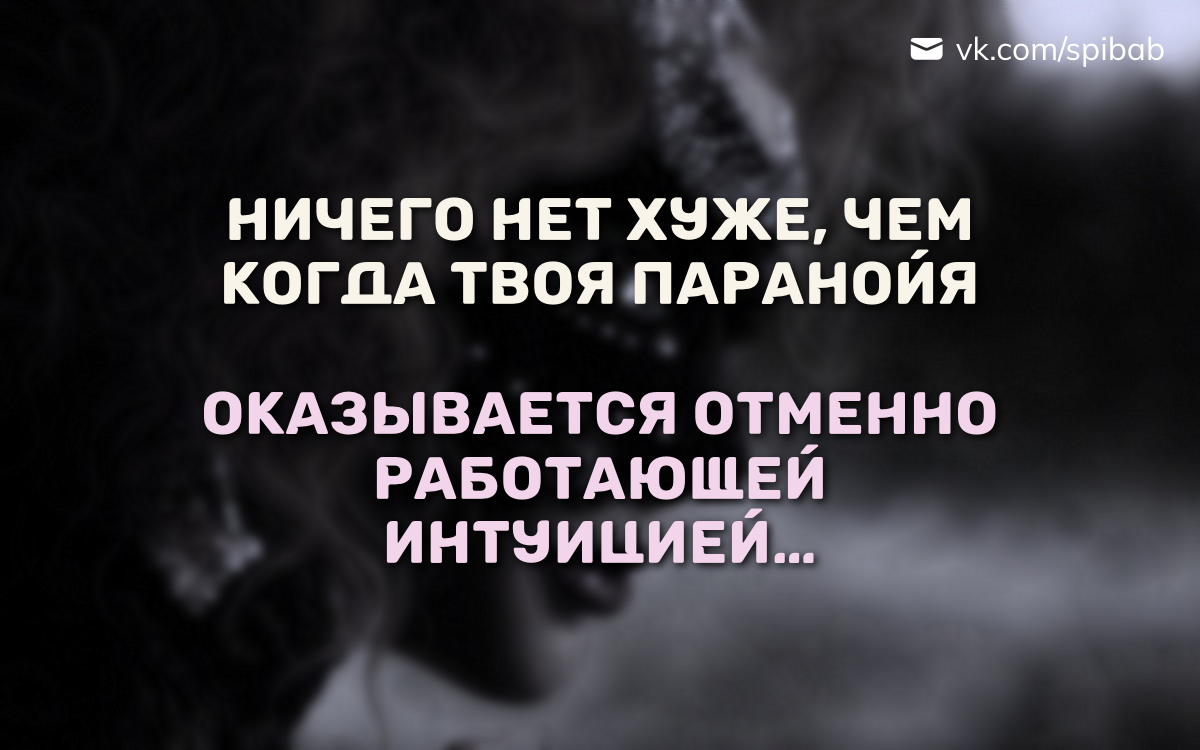 vk.com/spibab
НИЧЕГО НЕТ ХУЖЕ, ЧЕМ
КОГДА ТВОЯ ПАРАНОЙЯ
ОКАЗЫВАЕТСЯ ОТМЕННО
РАБОТАЮЩЕЙ
ИНТУИЦИЕЙ...